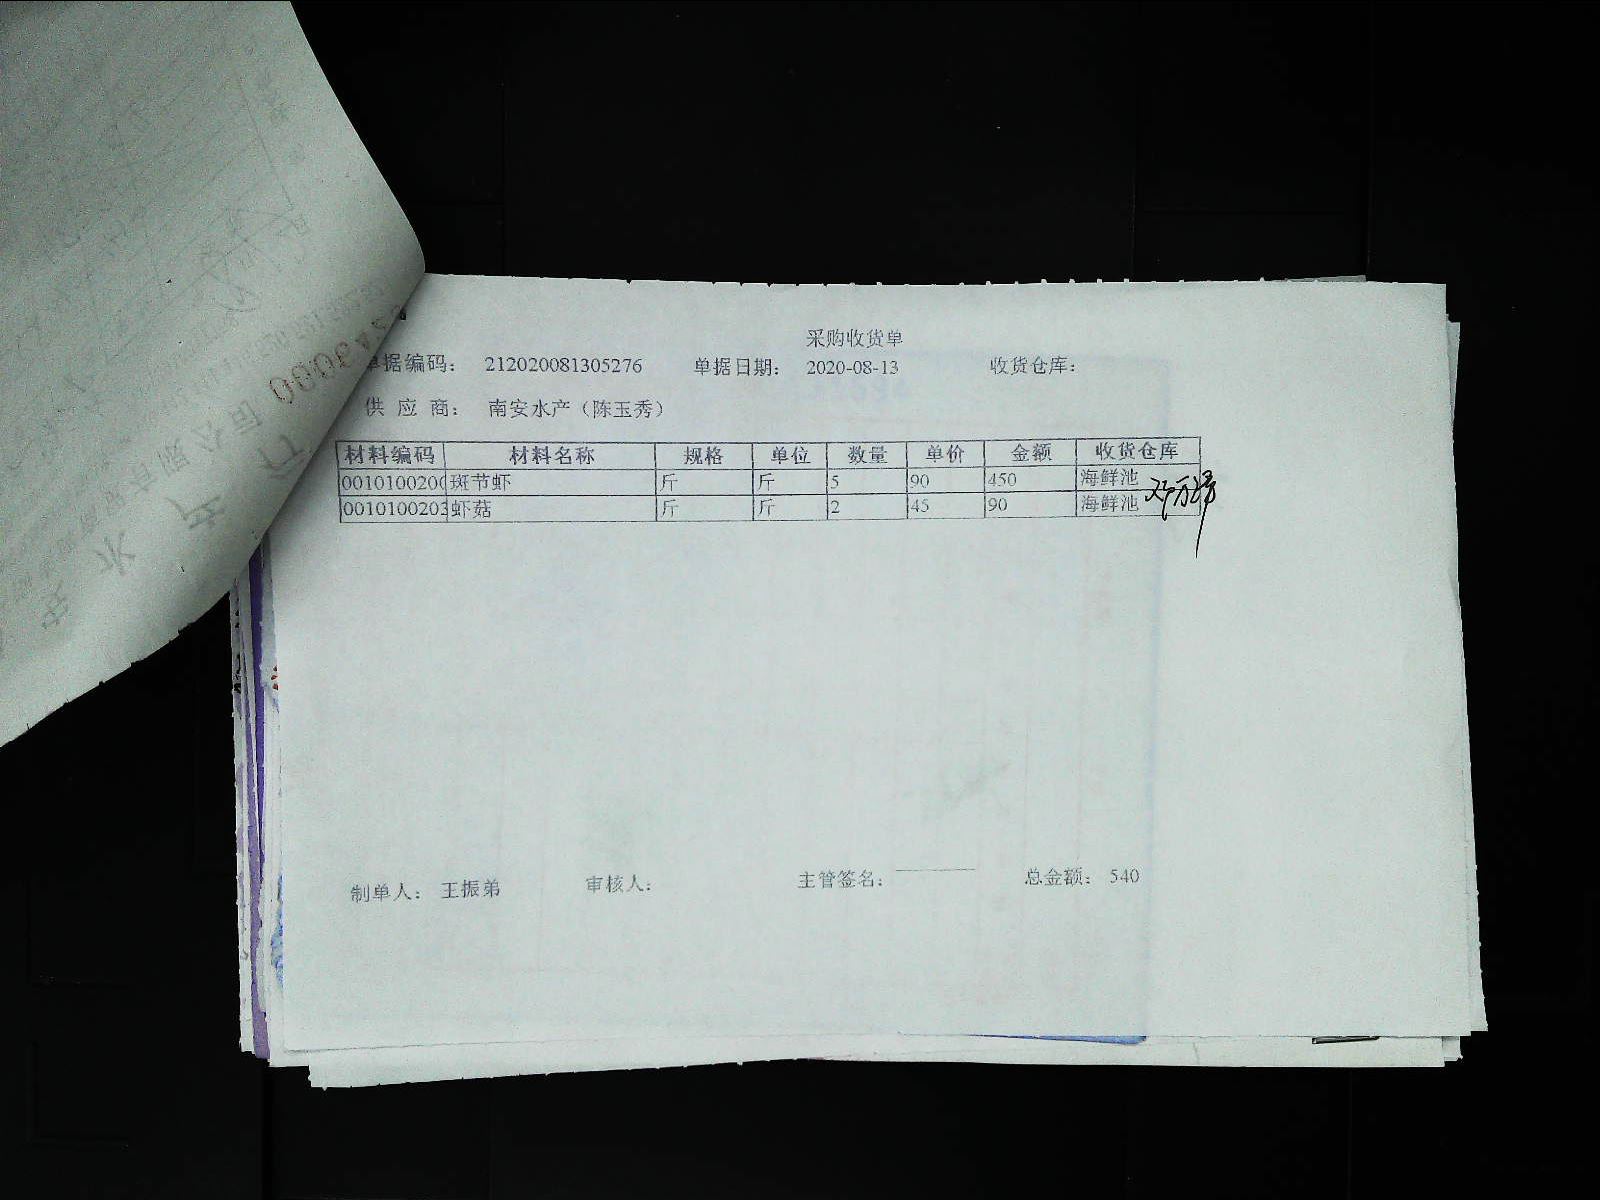 采购收货单
单据编码： 212020081305276 单据日期： 2020-08-13 收货仓库：
供 应 商： 南安水产（陈玉秀）
材料编码 材料名称 规格 单位 数量 单价 金额 收货仓库
0010100200 斑节虾 斤 斤 5 90 450 海鲜池
0010100203 虾菇 斤 斤 2 45 90 海鲜池
制单人： 王振弟 审核人： 主管签名： 总金额： 540